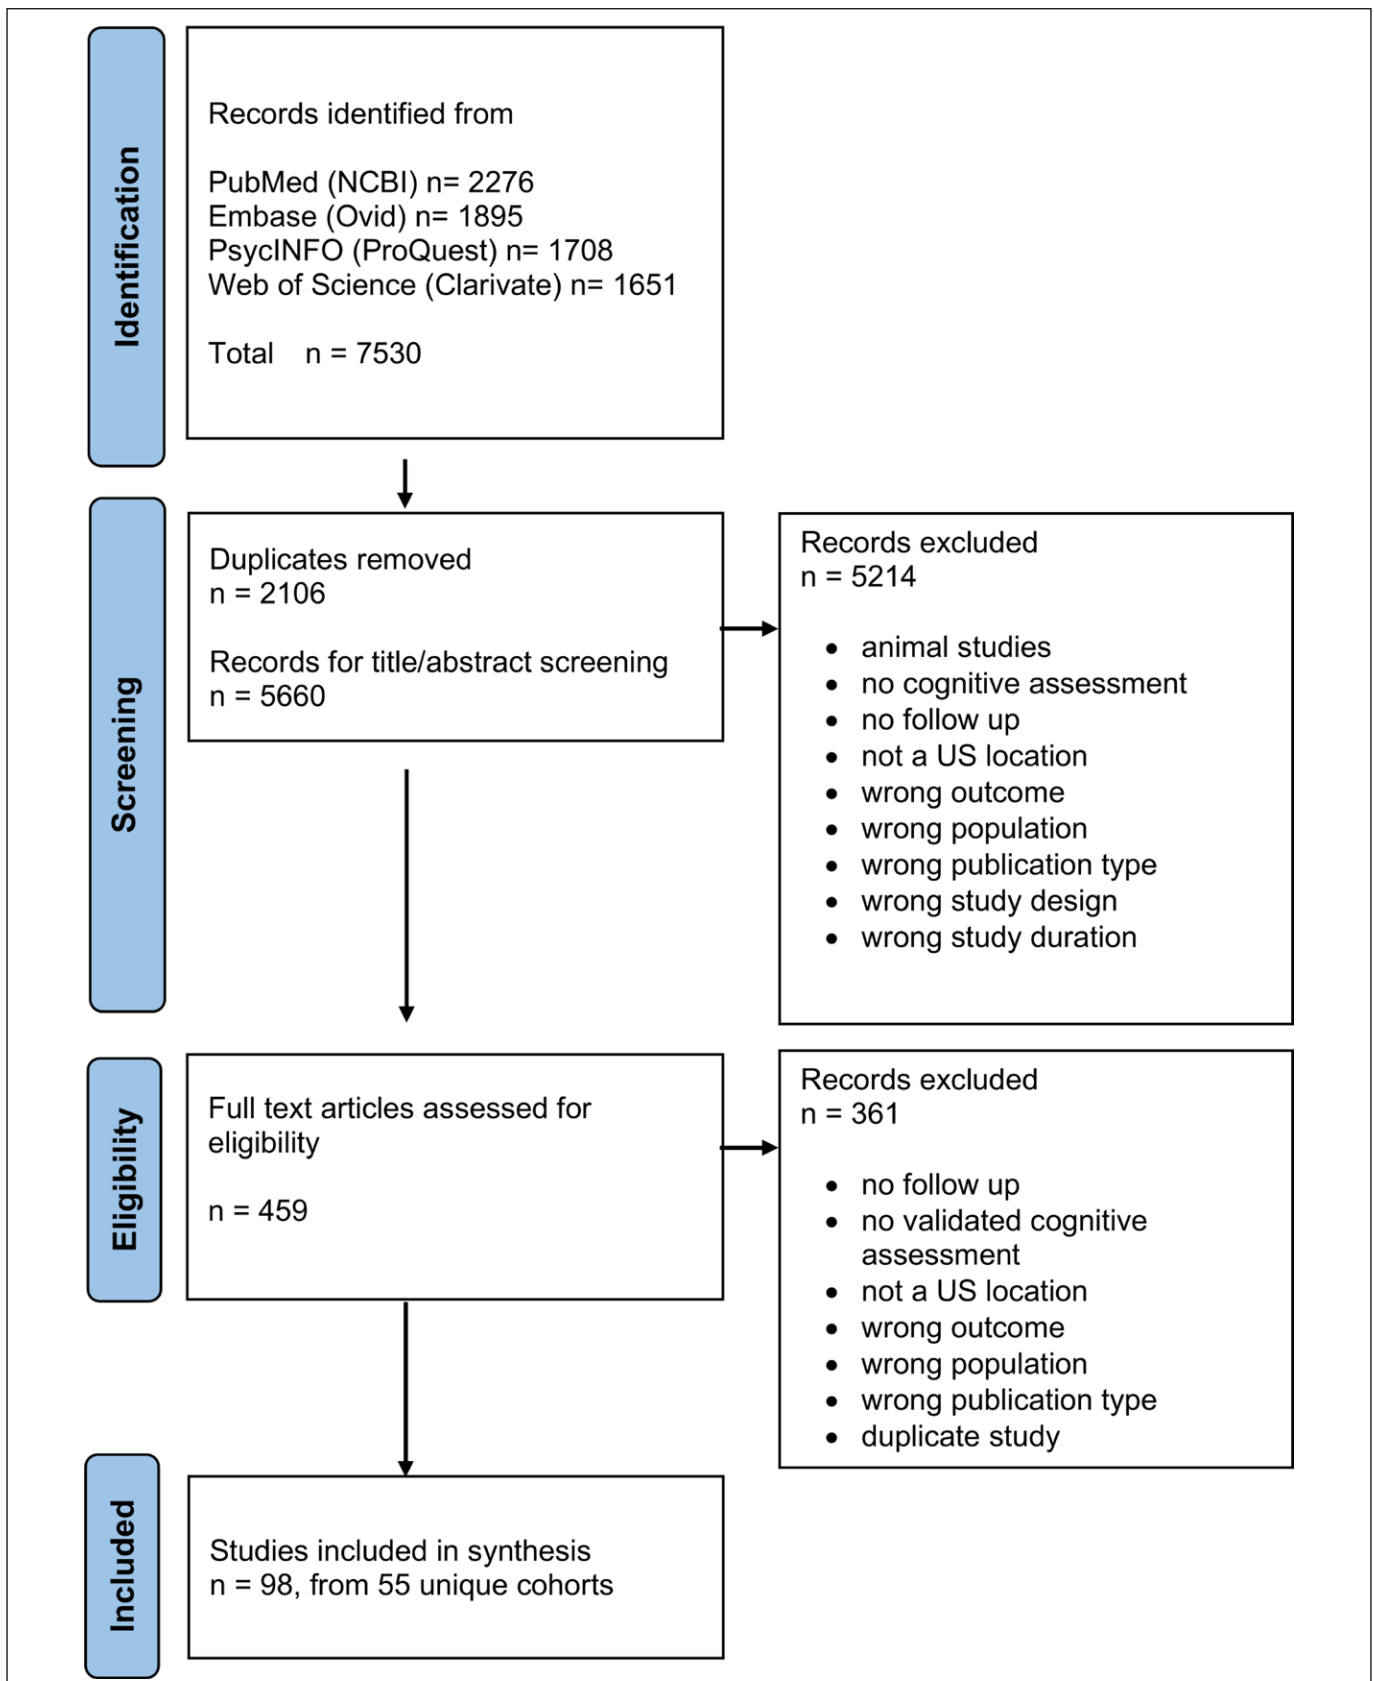 Identification
Records identified from
PubMed (NCBI) n= 2276
Embase (Ovid) n= 1895
PsycINFO (ProQuest) n= 1708
Web of Science (Clarivate) n= 1651
Total n = 7530
Screening
Duplicates removed
n = 2106
Records for title/abstract screening
n = 5660
Records excluded
n = 5214
• animal studies
• no cognitive assessment
• no follow up
• not a US location
• wrong outcome
• wrong population
• wrong publication type
• wrong study design
• wrong study duration
Eligibility
Full text articles assessed for
eligibility
n = 459
Records excluded
n = 361
• no follow up
• no validated cognitive
assessment
• not a US location
• wrong outcome
• wrong population
• wrong publication type
• duplicate study
Included
Studies included in synthesis
n = 98, from 55 unique cohorts